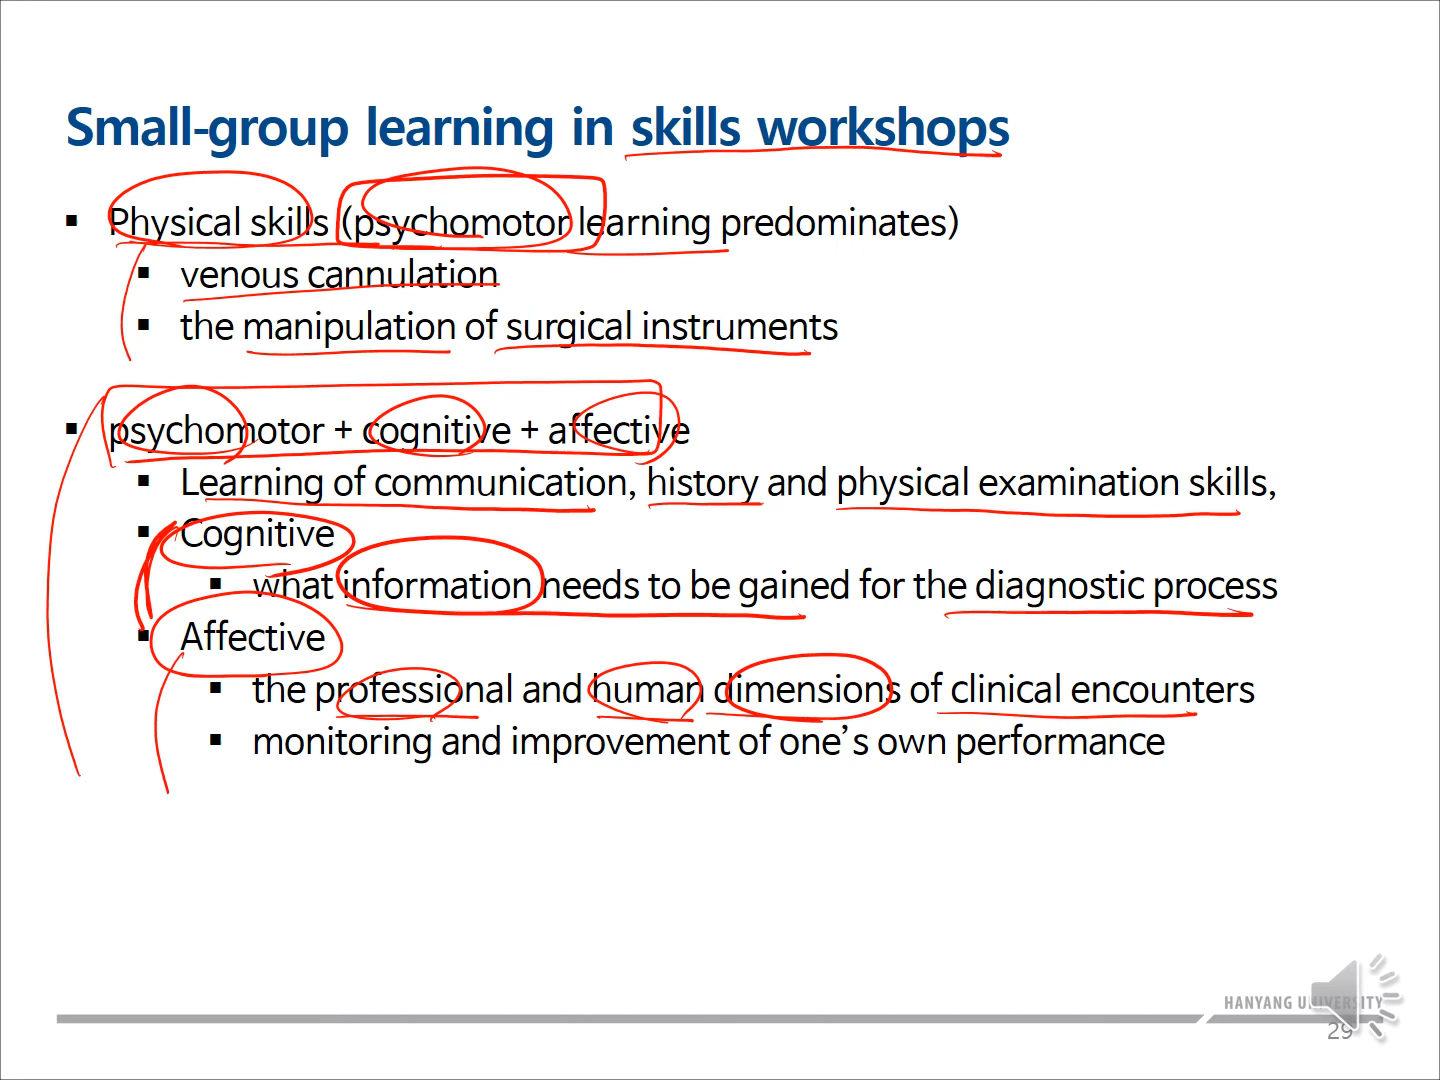 Small-group learning in skills workshops
▪ Physical skills (psychomotor learning predominates)
▪ venous cannulation
▪ the manipulation of surgical instruments
▪ psychomotor + cognitive + affective
▪ Learning of communication, history and physical examination skills,
▪ Cognitive
▪ what information needs to be gained for the diagnostic process
▪ Affective
▪ the professional and human dimensions of clinical encounters
▪ monitoring and improvement of one's own performance
HANYANG UNIVERSITY
29